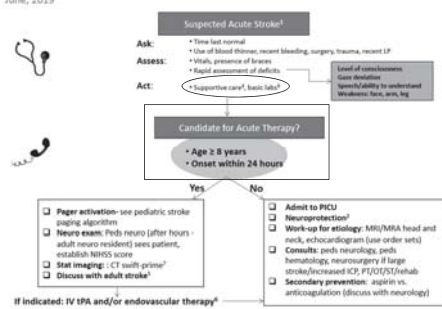 June, 2019
Suspected Acute Stroke¹
Ask:
• Time last normal
• Use of blood thinner, recent bleeding, surgery, trauma, recent LP
Assess:
• Vitals, presence of braces
• Rapid assessment of deficits
Level of consciousness
Gaze deviation
Speech/ability to understand
Weakness: face, arm, leg
Act:
• Supportive care³, basic labs⁴
Candidate for Acute Therapy?
• Age ≥ 8 years
• Onset within 24 hours
Yes
No
Pager activation- see pediatric stroke
paging algorithm
Neuro exam: Peds neuro (after hours -
adult neuro resident) sees patient,
establish NIHSS score
Stat imaging: : CT swift-prime⁷
Discuss with adult stroke⁵
If indicated: IV tPA and/or endovascular therapy⁶
Admit to PICU
Neuroprotection²
Work-up for etiology: MRI/MRA head and
neck, echocardiogram (use order sets)
Consults: peds neurology, peds
hematology, neurosurgery if large
stroke/increased ICP, PT/OT/ST/rehab
Secondary prevention: aspirin vs.
anticoagulation (discuss with neurology)